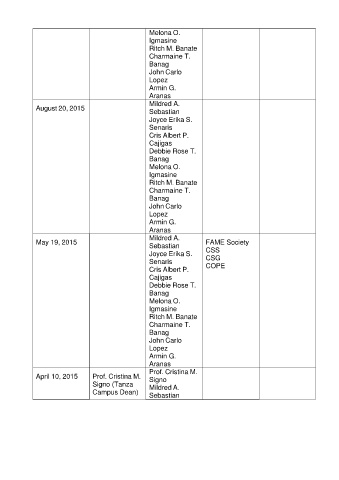 Melona O.
Igmasine
Ritch M. Banate
Charmaine T.
Banag
John Carlo
Lopez
Armin G.
Aranas
August 20, 2015
Mildred A.
Sebastian
Joyce Erika S.
Senaris
Cris Albert P.
Cajigas
Debbie Rose T.
Banag
Melona O.
Igmasine
Ritch M. Banate
Charmaine T.
Banag
John Carlo
Lopez
Armin G.
Aranas
May 19, 2015
Mildred A.
Sebastian
Joyce Erika S.
Senaris
Cris Albert P.
Cajigas
Debbie Rose T.
Banag
Melona O.
Igmasine
Ritch M. Banate
Charmaine T.
Banag
John Carlo
Lopez
Armin G.
Aranas
FAME Society
CSS
CSG
COPE
April 10, 2015
Prof. Cristina M.
Signo (Tanza
Campus Dean)
Prof. Cristina M.
Signo
Mildred A.
Sebastian